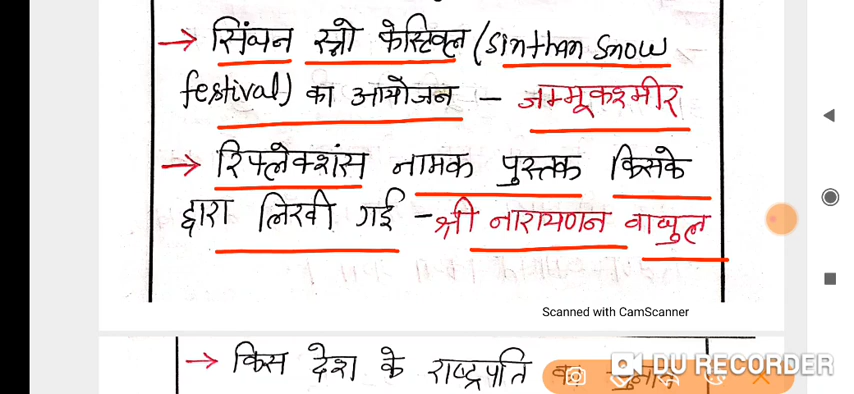 → सिंथन स्नो फेस्टिवल (Sinthan Snow
festival) का आयोजन - जम्मूकश्मीर
→ रिफ्लेक्शंस नामक पुस्तक किसके
द्वारा लिखी गई - श्री नारायणन वाघुल
Scanned with CamScanner
→ किस देश के राष्ट्रपति का चुनाव
DU RECORDER